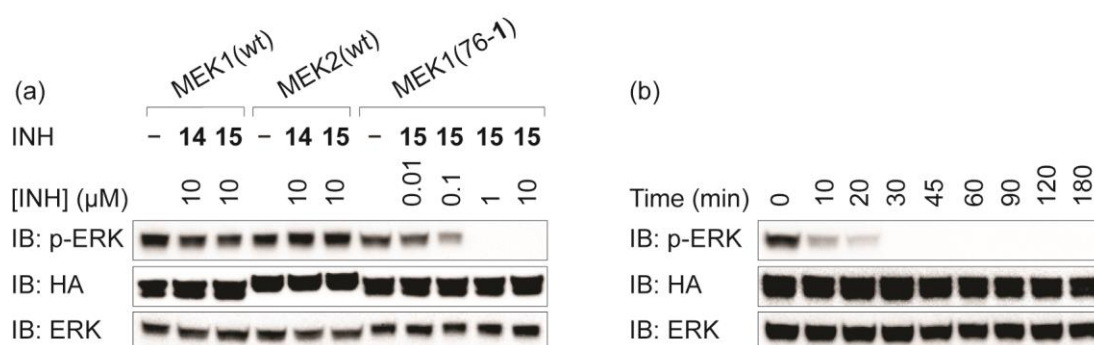 (a)
MEK1(wt) MEK2(wt) MEK1(76-1)
INH – 14 15 – 14 15 – 15 15 15 15
[INH] (µM) 10 10 10 10 0.01 0.1 1 10
IB: p-ERK
IB: HA
IB: ERK
(b)
Time (min) 0 10 20 30 45 60 90 120 180
IB: p-ERK
IB: HA
IB: ERK